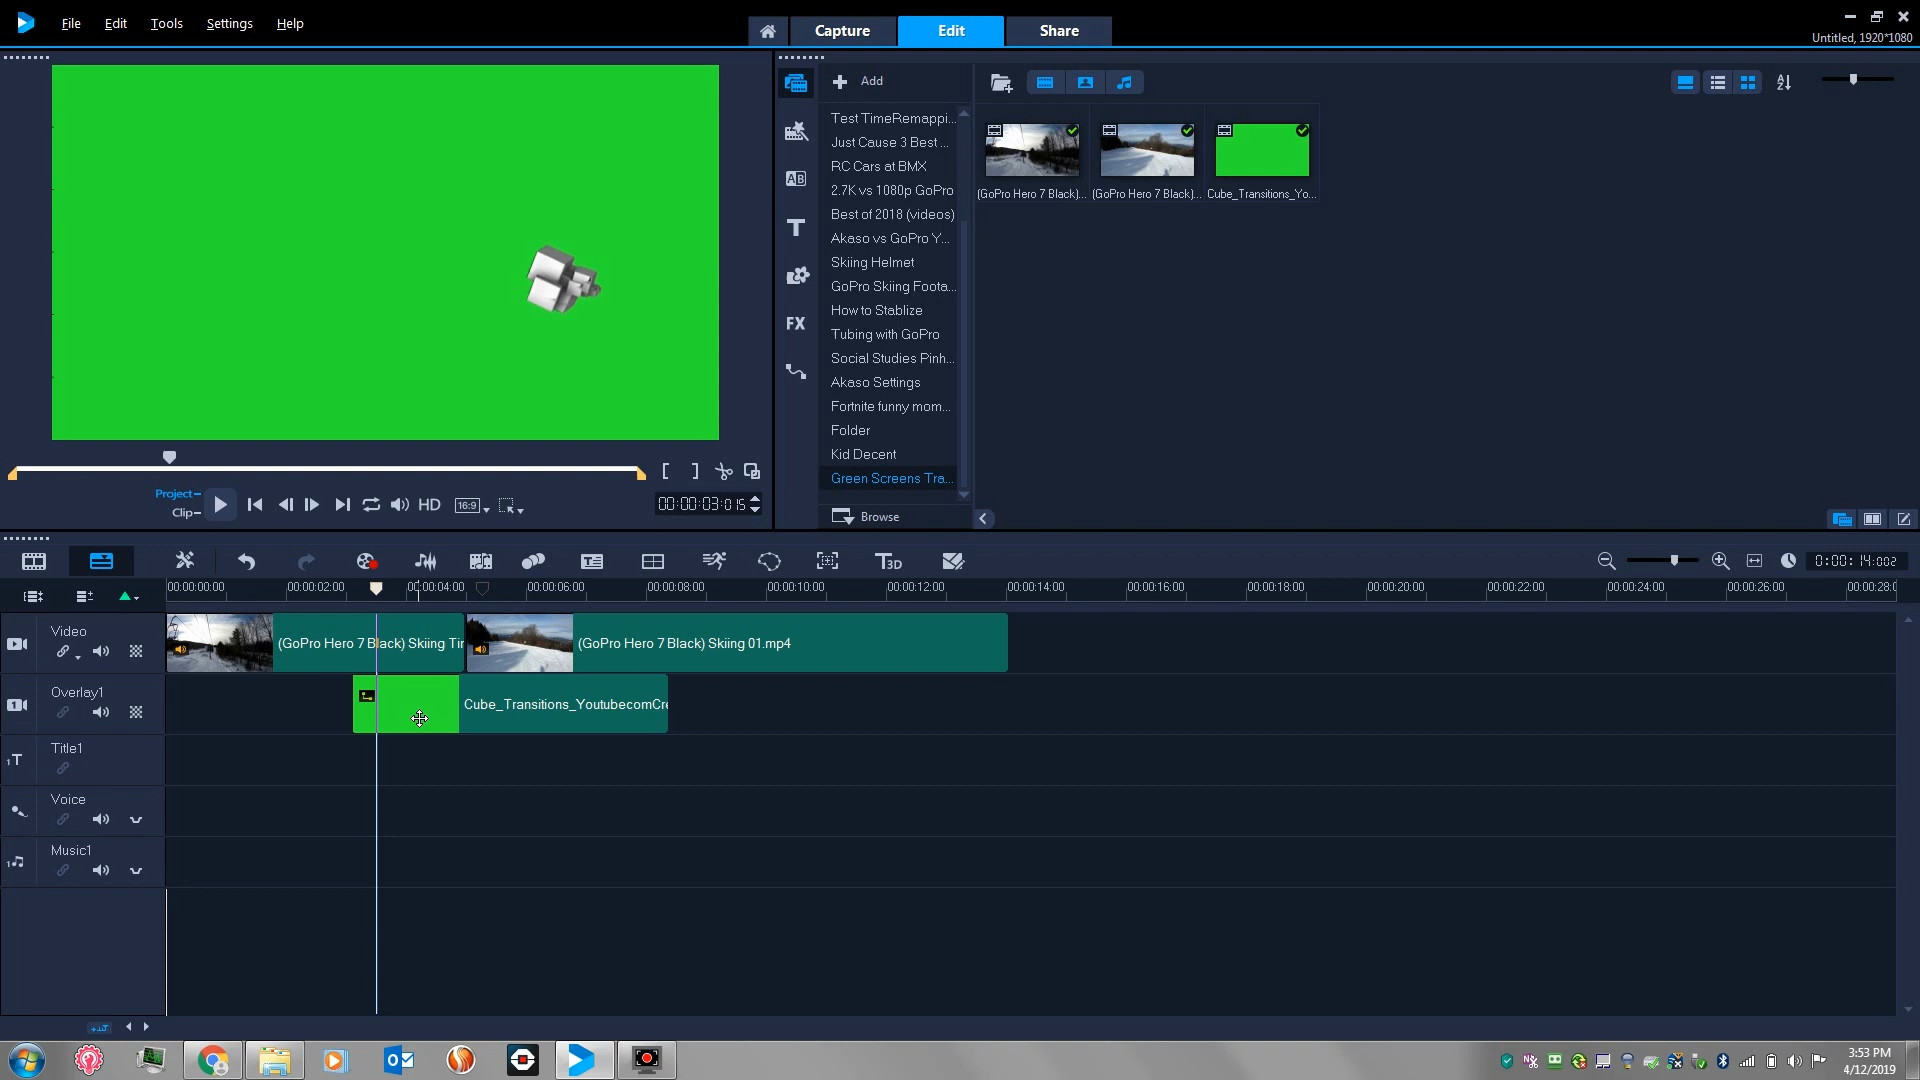 File Edit Tools Settings Help
Capture Edit Share
Untitled, 1920*1080
Add
Test TimeRemappi...
Just Cause 3 Best ...
RC Cars at BMX
2.7K vs 1080p GoPro
Best of 2018 (videos)
Akaso vs GoPro Y...
Skiing Helmet
GoPro Skiing Foota...
How to Stablize
Tubing with GoPro
Social Studies Pinh...
Akaso Settings
Fortnite funny mom...
Folder
Kid Decent
Green Screens Tra...
Browse
AB
T
FX
(GoPro Hero 7 Black)... (GoPro Hero 7 Black)... Cube_Transitions_Yo...
Project
Clip
HD 16:9 00:00:03:015
T3D 0:00:14:002
00:00:00:00 00:00:02:00 00:00:04:00 00:00:06:00 00:00:08:00 00:00:10:00 00:00:12:00 00:00:14:00 00:00:16:00 00:00:18:00 00:00:20:00 00:00:22:00 00:00:24:00 00:00:26:00 00:00:28:0
Video
(GoPro Hero 7 Black) Skiing Tir (GoPro Hero 7 Black) Skiing 01.mp4
Overlay1
Cube_Transitions_YoutubecomCre
Title1
Voice
Music1
3:53 PM
4/12/2019